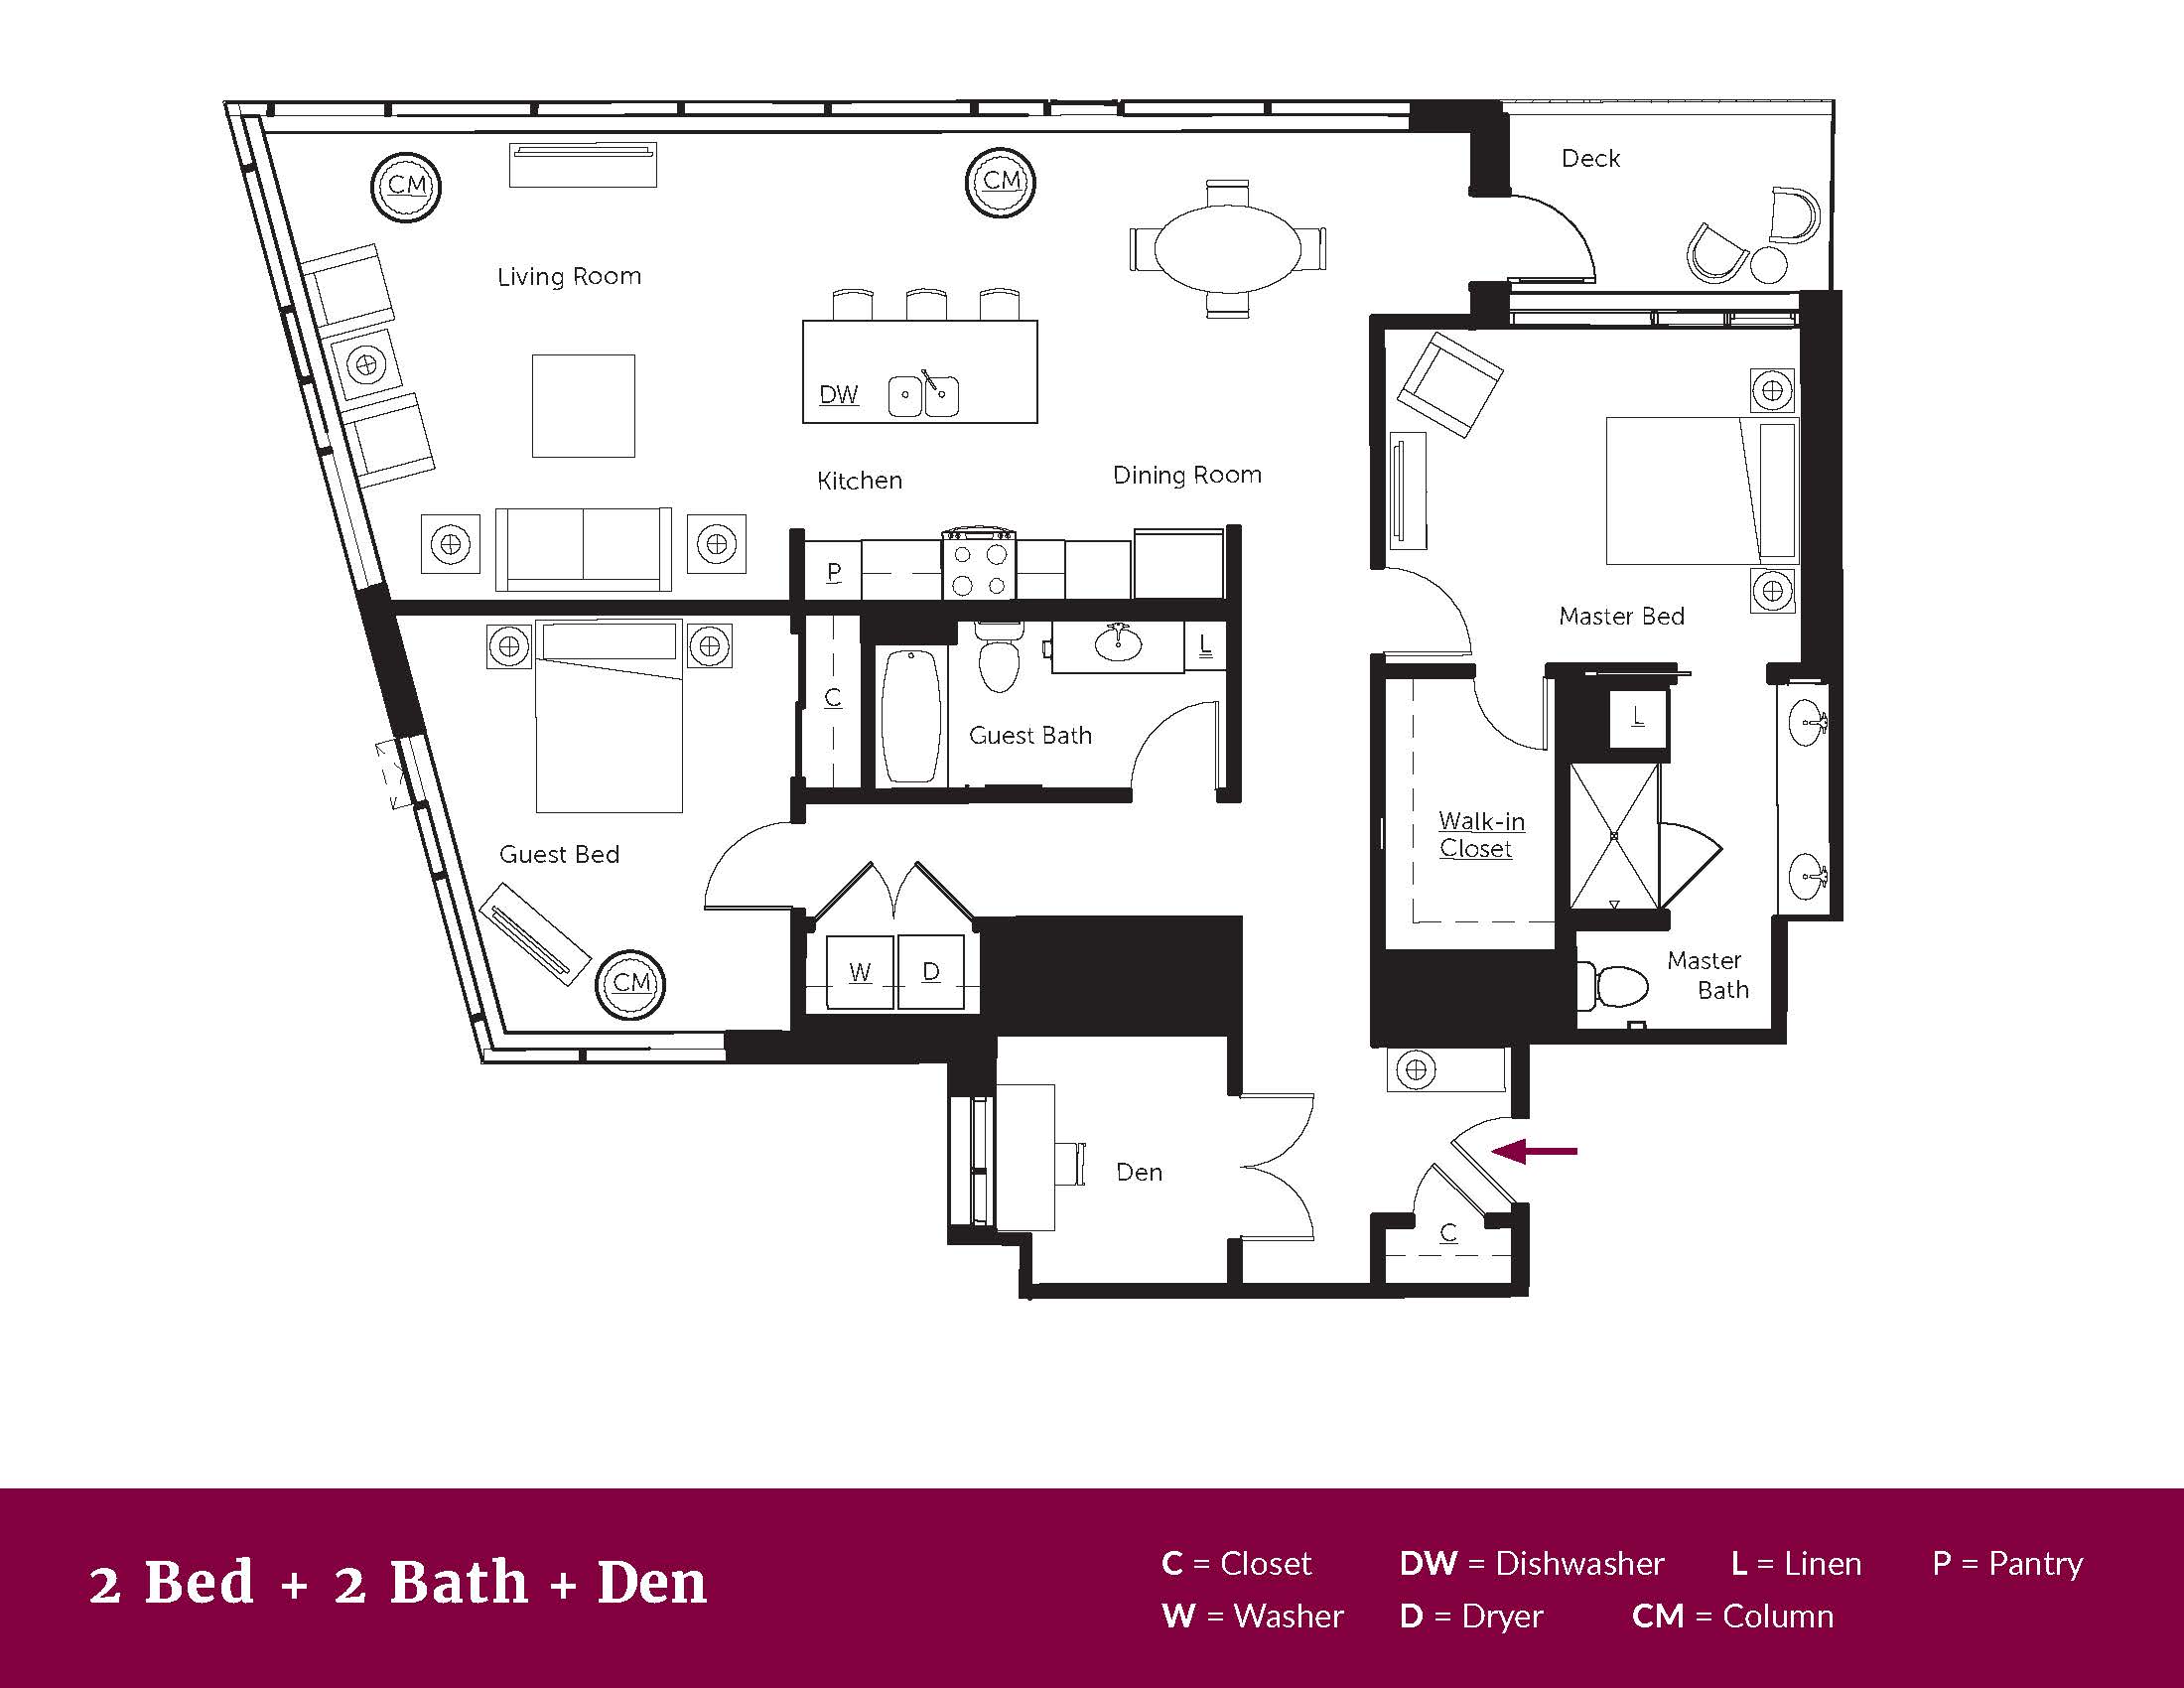 Deck
CM
CM
Living Room
DW
Kitchen
Dining Room
P
Master Bed
L
C
L
Guest Bath
Walk-in
Closet
Guest Bed
Master
Bath
W
D
CM
Den
C
2 Bed + 2 Bath + Den
C = Closet DW = Dishwasher L = Linen P = Pantry
W = Washer D = Dryer CM = Column